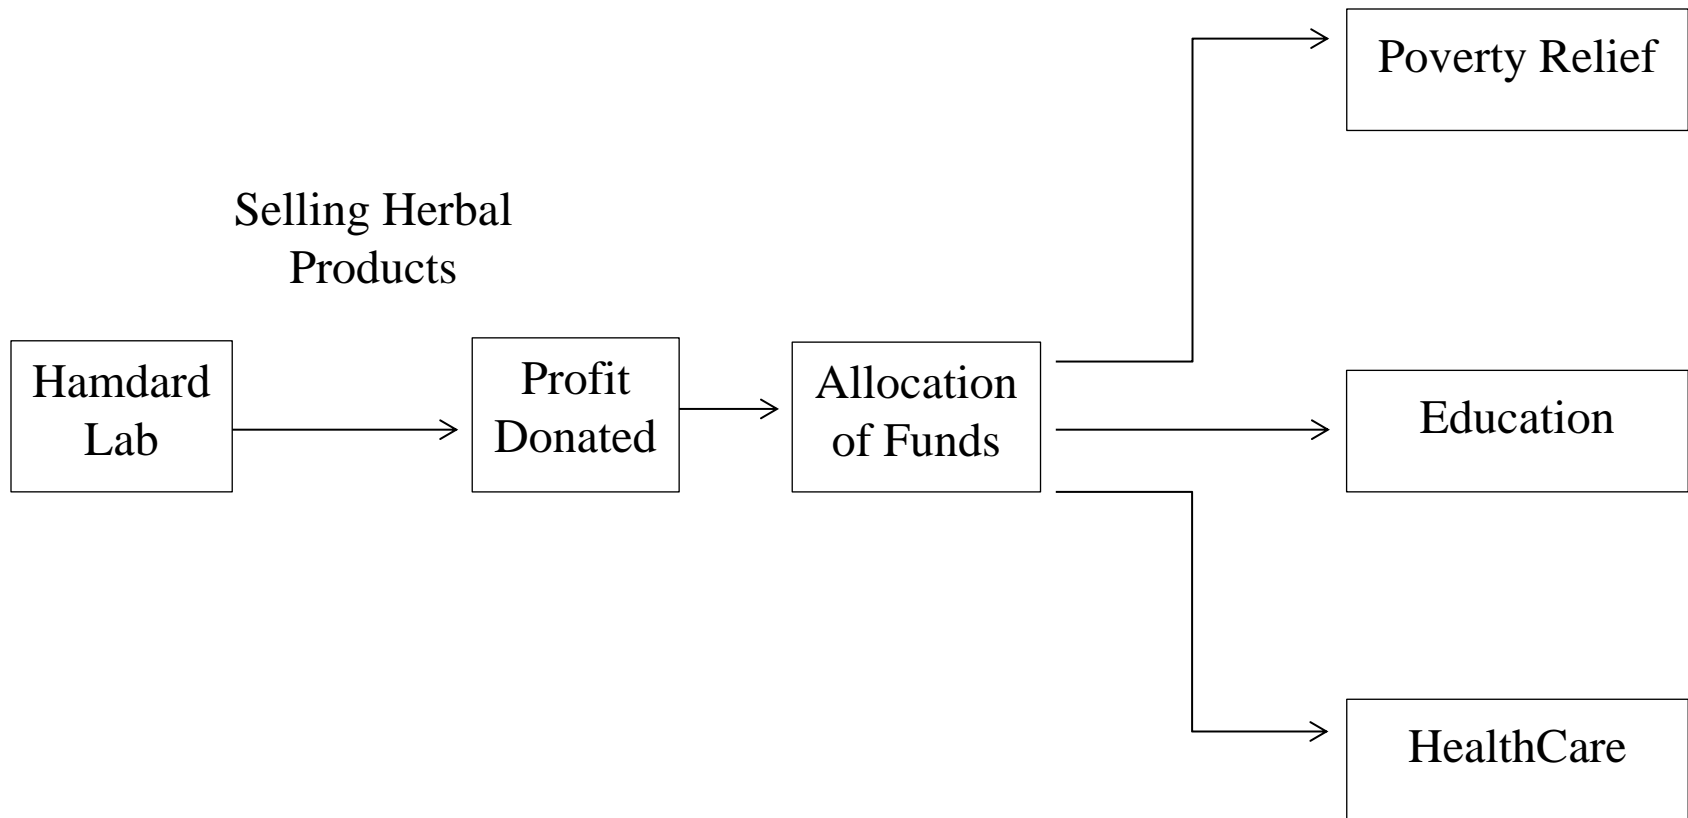 Poverty Relief
Selling Herbal
Products
Hamdard
Lab
Profit
Donated
Allocation
of Funds
Education
HealthCare